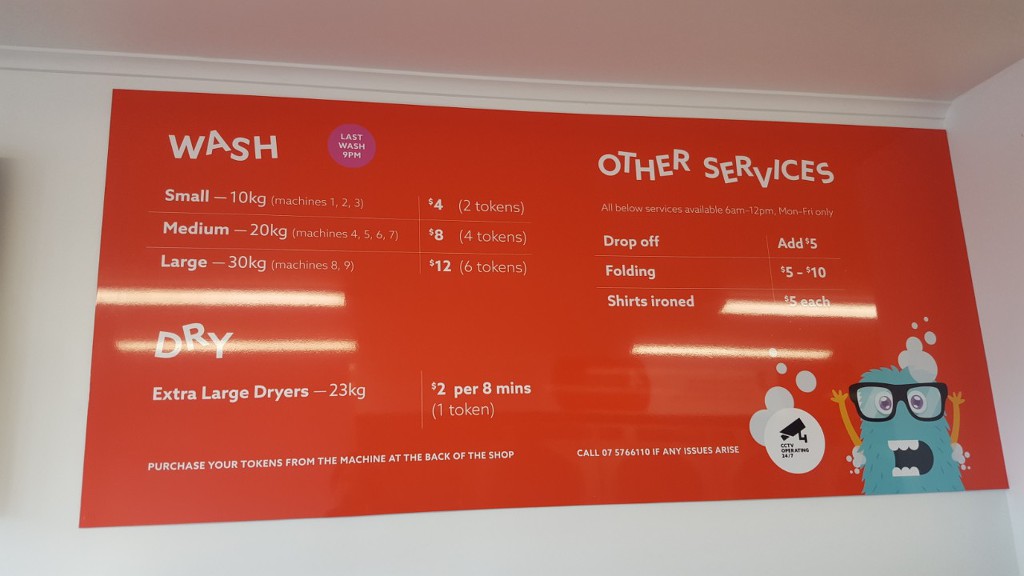 WASH
LAST
WASH
9PM
Small — 10kg (machines 1, 2, 3) $4 (2 tokens)
Medium — 20kg (machines 4, 5, 6, 7) $8 (4 tokens)
Large — 30kg (machines 8, 9) $12 (6 tokens)
DRY
Extra Large Dryers — 23kg $2 per 8 mins
(1 token)
PURCHASE YOUR TOKENS FROM THE MACHINE AT THE BACK OF THE SHOP
OTHER SERVICES
All below services available 6am-12pm, Mon-Fri only
Drop off Add $5
Folding $5 - $10
Shirts ironed $5 each
CALL 07 5766110 IF ANY ISSUES ARISE
CCTV
OPERATING
24/7